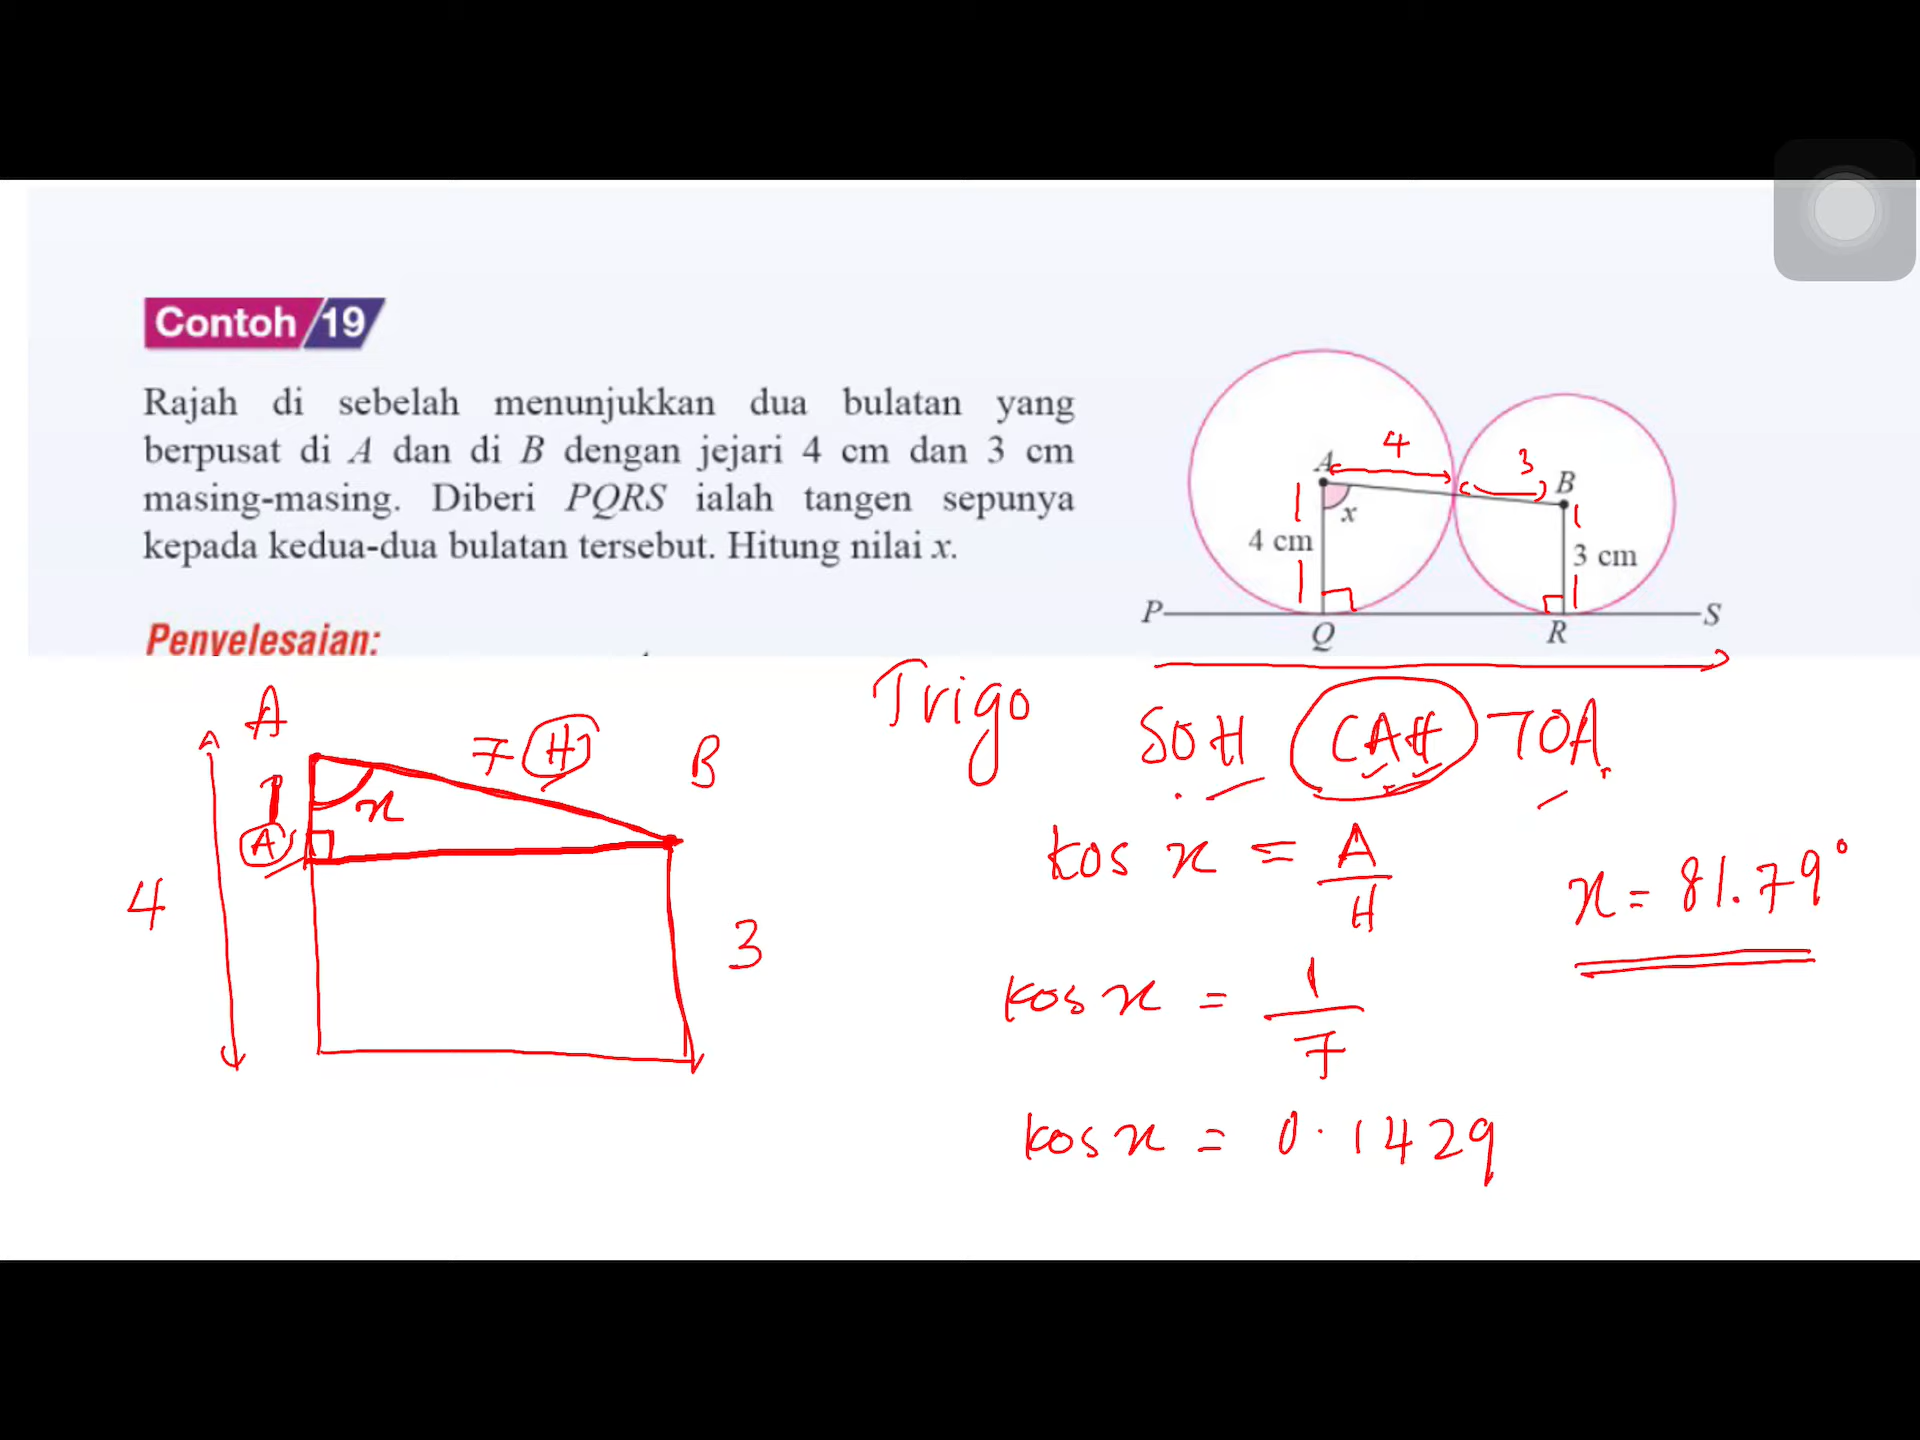 Contoh 19
Rajah di sebelah menunjukkan dua bulatan yang
berpusat di A dan di B dengan jejari 4 cm dan 3 cm
masing-masing. Diberi PQRS ialah tangen sepunya
kepada kedua-dua bulatan tersebut. Hitung nilai x.
Penyelesaian:
4
3
A
B
x
4 cm
3 cm
P
Q
R
S
A
7 (H)
B
1
x
A
4
3
Trigo
SOH CAH TOA
kos x = A/H
kos x = 1/7
kos x = 0.1429
x = 81.79°